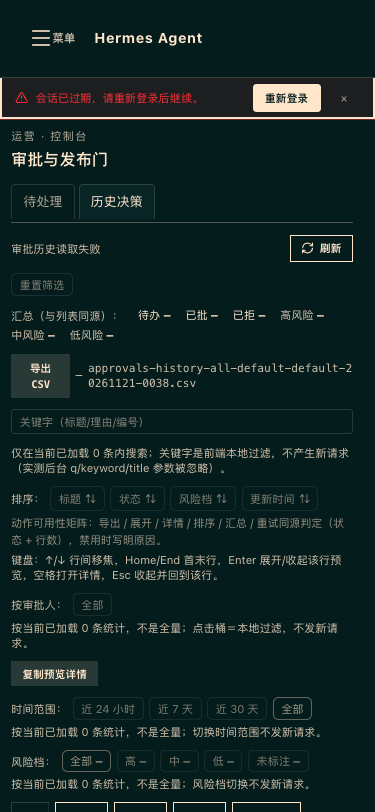 菜单 Hermes Agent
会话已过期，请重新登录后继续。 重新登录 ×
运营 · 控制台
审批与发布门
待处理 历史决策
审批历史读取失败 刷新
重置筛选
汇总（与列表同源）： 待办 — 已批 — 已拒 — 高风险 —
中风险 — 低风险 —
导出
CSV
— approvals-history-all-default-default-2
0261121-0038.csv
关键字（标题/理由/编号）
仅在当前已加载 0 条内搜索；关键字是前端本地过滤，不产生新请求
（实测后台 q/keyword/title 参数被忽略）。
排序： 标题 ⇅ 状态 ⇅ 风险档 ⇅ 更新时间 ⇅
动作可用性矩阵：导出 / 展开 / 详情 / 排序 / 汇总 / 重试同源判定（状
态 + 行数），禁用时写明原因。
键盘：↑/↓ 行间移焦，Home/End 首末行，Enter 展开/收起该行预
览，空格打开详情，Esc 收起并回到该行。
按审批人： 全部
按当前已加载 0 条统计，不是全量；点击桶＝本地过滤，不发新请
求。
复制预览详情
时间范围： 近 24 小时 近 7 天 近 30 天 全部
按当前已加载 0 条统计，不是全量；切换时间范围不发新请求。
风险档： 全部 — 高 — 中 — 低 — 未标注 —
按当前已加载 0 条统计，不是全量；风险档切换不发新请求。